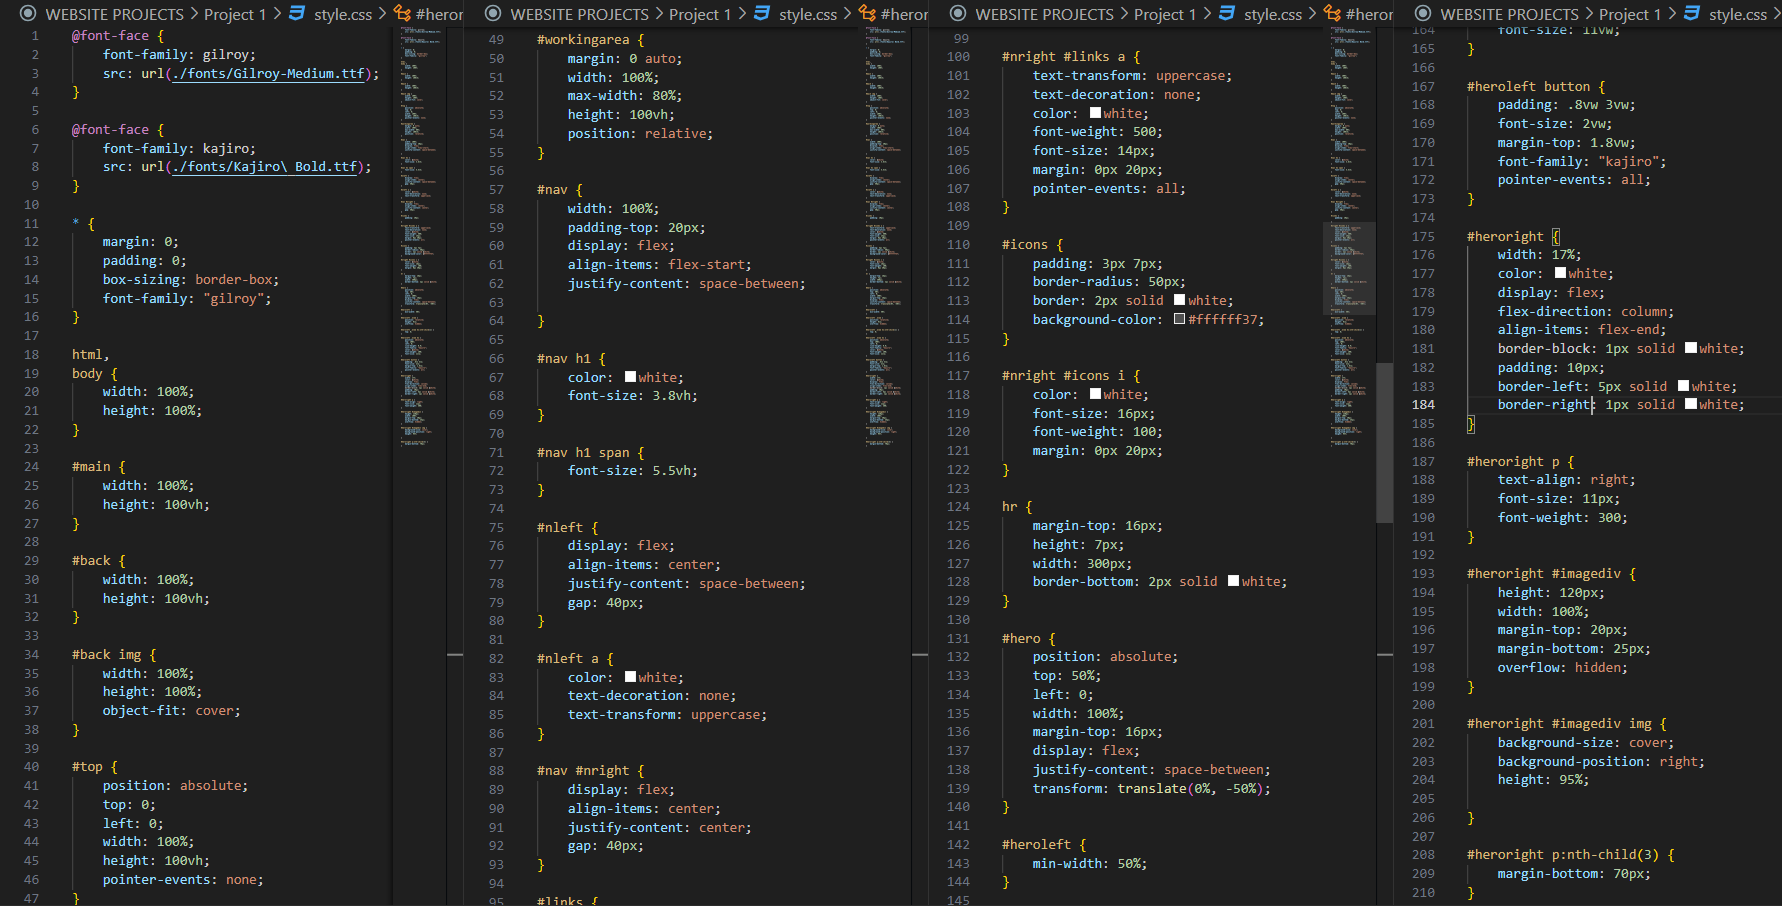 WEBSITE PROJECTS > Project 1 > style.css > #heror
1 @font-face {
2 font-family: gilroy;
3 src: url(./fonts/Gilroy-Medium.ttf);
4 }
5
6 @font-face {
7 font-family: kajiro;
8 src: url(./fonts/Kajiro\ Bold.ttf);
9 }
10
11 * {
12 margin: 0;
13 padding: 0;
14 box-sizing: border-box;
15 font-family: "gilroy";
16 }
17
18 html,
19 body {
20 width: 100%;
21 height: 100%;
22 }
23
24 #main {
25 width: 100%;
26 height: 100vh;
27 }
28
29 #back {
30 width: 100%;
31 height: 100vh;
32 }
33
34 #back img {
35 width: 100%;
36 height: 100%;
37 object-fit: cover;
38 }
39
40 #top {
41 position: absolute;
42 top: 0;
43 left: 0;
44 width: 100%;
45 height: 100vh;
46 pointer-events: none;
47 }
WEBSITE PROJECTS > Project 1 > style.css > #heror
49 #workingarea {
50 margin: 0 auto;
51 width: 100%;
52 max-width: 80%;
53 height: 100vh;
54 position: relative;
55 }
56
57 #nav {
58 width: 100%;
59 padding-top: 20px;
60 display: flex;
61 align-items: flex-start;
62 justify-content: space-between;
63
64 }
65
66 #nav h1 {
67 color: white;
68 font-size: 3.8vh;
69 }
70
71 #nav h1 span {
72 font-size: 5.5vh;
73 }
74
75 #nleft {
76 display: flex;
77 align-items: center;
78 justify-content: space-between;
79 gap: 40px;
80 }
81
82 #nleft a {
83 color: white;
84 text-decoration: none;
85 text-transform: uppercase;
86 }
87
88 #nav #nright {
89 display: flex;
90 align-items: center;
91 justify-content: center;
92 gap: 40px;
93 }
94
95 #links {
WEBSITE PROJECTS > Project 1 > style.css > #heror
99
100 #nright #links a {
101 text-transform: uppercase;
102 text-decoration: none;
103 color: white;
104 font-weight: 500;
105 font-size: 14px;
106 margin: 0px 20px;
107 pointer-events: all;
108 }
109
110 #icons {
111 padding: 3px 7px;
112 border-radius: 50px;
113 border: 2px solid white;
114 background-color: #ffffff37;
115 }
116
117 #nright #icons i {
118 color: white;
119 font-size: 16px;
120 font-weight: 100;
121 margin: 0px 20px;
122 }
123
124 hr {
125 margin-top: 16px;
126 height: 7px;
127 width: 300px;
128 border-bottom: 2px solid white;
129 }
130
131 #hero {
132 position: absolute;
133 top: 50%;
134 left: 0;
135 width: 100%;
136 margin-top: 16px;
137 display: flex;
138 justify-content: space-between;
139 transform: translate(0%, -50%);
140 }
141
142 #heroleft {
143 min-width: 50%;
144 }
145
WEBSITE PROJECTS > Project 1 > style.css >
164 font-size: 11vw;
165 }
166
167 #heroleft button {
168 padding: .8vw 3vw;
169 font-size: 2vw;
170 margin-top: 1.8vw;
171 font-family: "kajiro";
172 pointer-events: all;
173 }
174
175 #heroright {
176 width: 17%;
177 color: white;
178 display: flex;
179 flex-direction: column;
180 align-items: flex-end;
181 border-block: 1px solid white;
182 padding: 10px;
183 border-left: 5px solid white;
184 border-right: 1px solid white;
185 }
186
187 #heroright p {
188 text-align: right;
189 font-size: 11px;
190 font-weight: 300;
191 }
192
193 #heroright #imagediv {
194 height: 120px;
195 width: 100%;
196 margin-top: 20px;
197 margin-bottom: 25px;
198 overflow: hidden;
199 }
200
201 #heroright #imagediv img {
202 background-size: cover;
203 background-position: right;
204 height: 95%;
205
206 }
207
208 #heroright p:nth-child(3) {
209 margin-bottom: 70px;
210 }